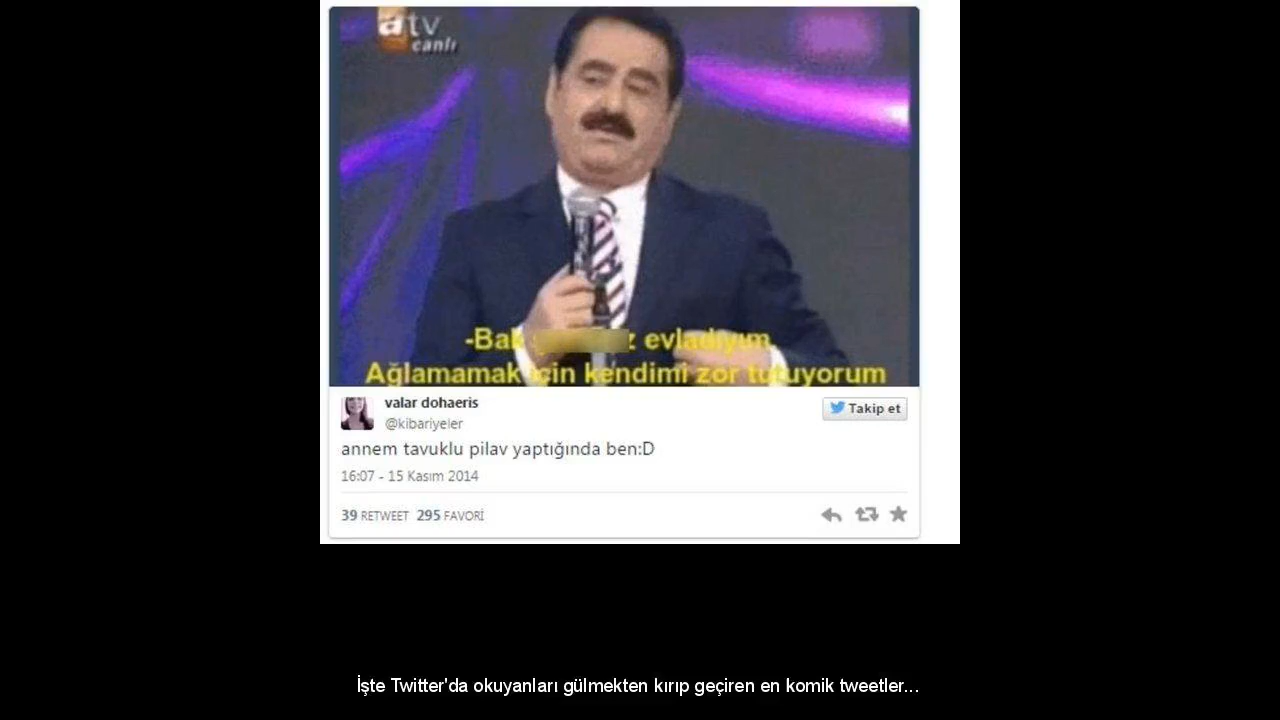 atv
canlı
-Bak z evladıyım,
Ağlamamak için kendimi zor tutuyorum
valar dohaeris
Takip et
@kibariyeler
annem tavuklu pilav yaptığında ben:D
16:07 - 15 Kasım 2014
39 RETWEET 295 FAVORİ
İşte Twitter'da okuyanları gülmekten kırıp geçiren en komik tweetler...